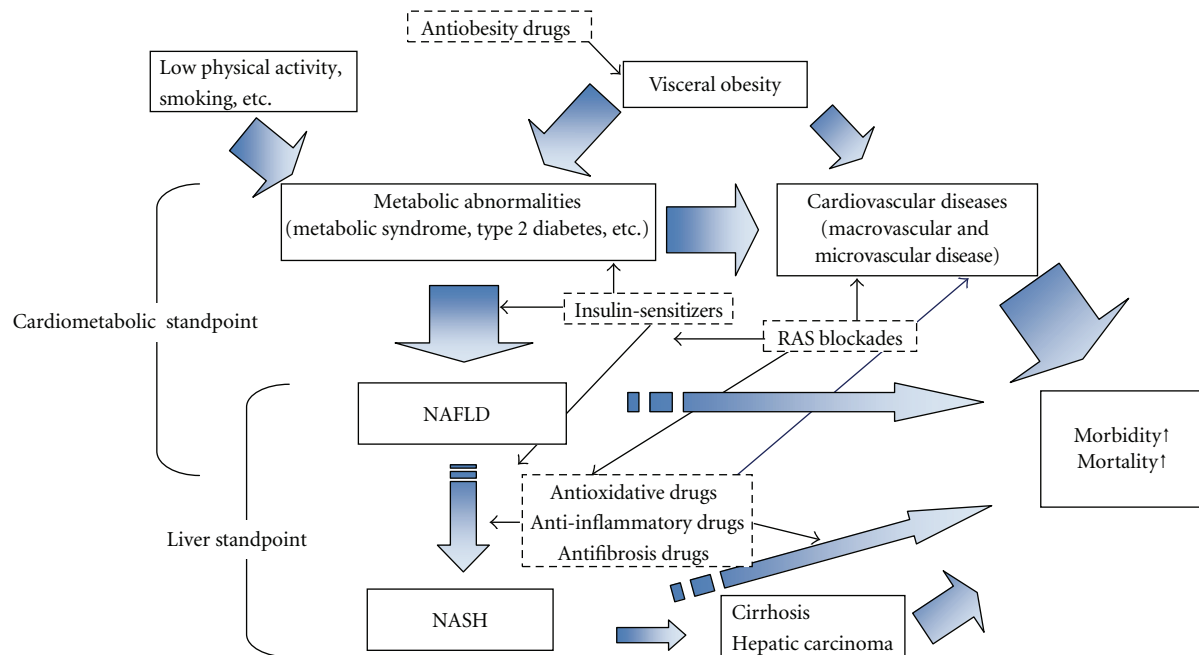 Antiobesity drugs
Low physical activity,
smoking, etc.
Visceral obesity
Metabolic abnormalities
(metabolic syndrome, type 2 diabetes, etc.)
Cardiovascular diseases
(macrovascular and
microvascular disease)
Cardiometabolic standpoint
Insulin-sensitizers
RAS blockades
NAFLD
Morbidity↑
Mortality↑
Antioxidative drugs
Anti-inflammatory drugs
Antifibrosis drugs
Liver standpoint
NASH
Cirrhosis
Hepatic carcinoma